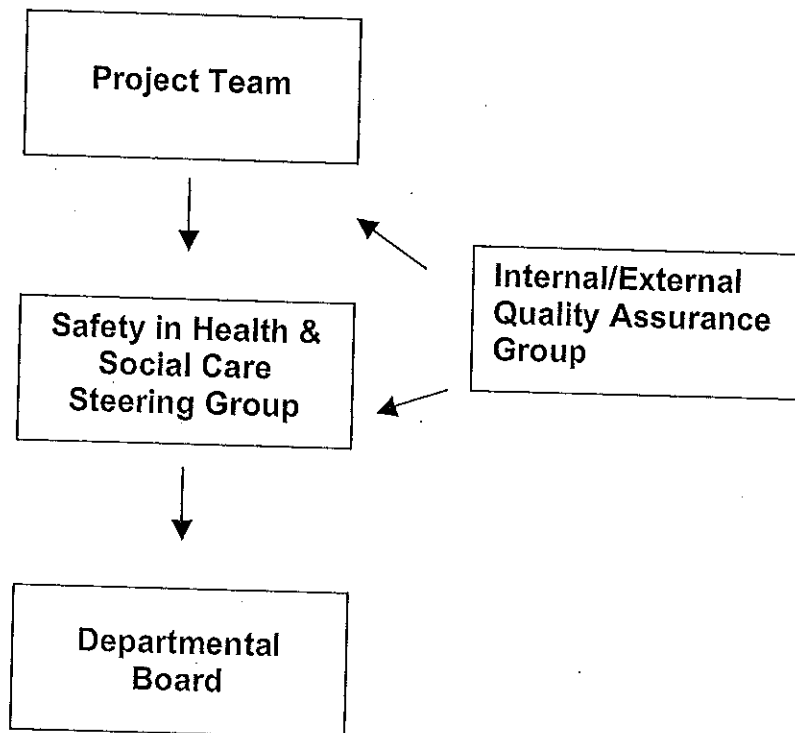 Project Team
Internal/External
Quality Assurance
Group
Safety in Health &
Social Care
Steering Group
Departmental
Board